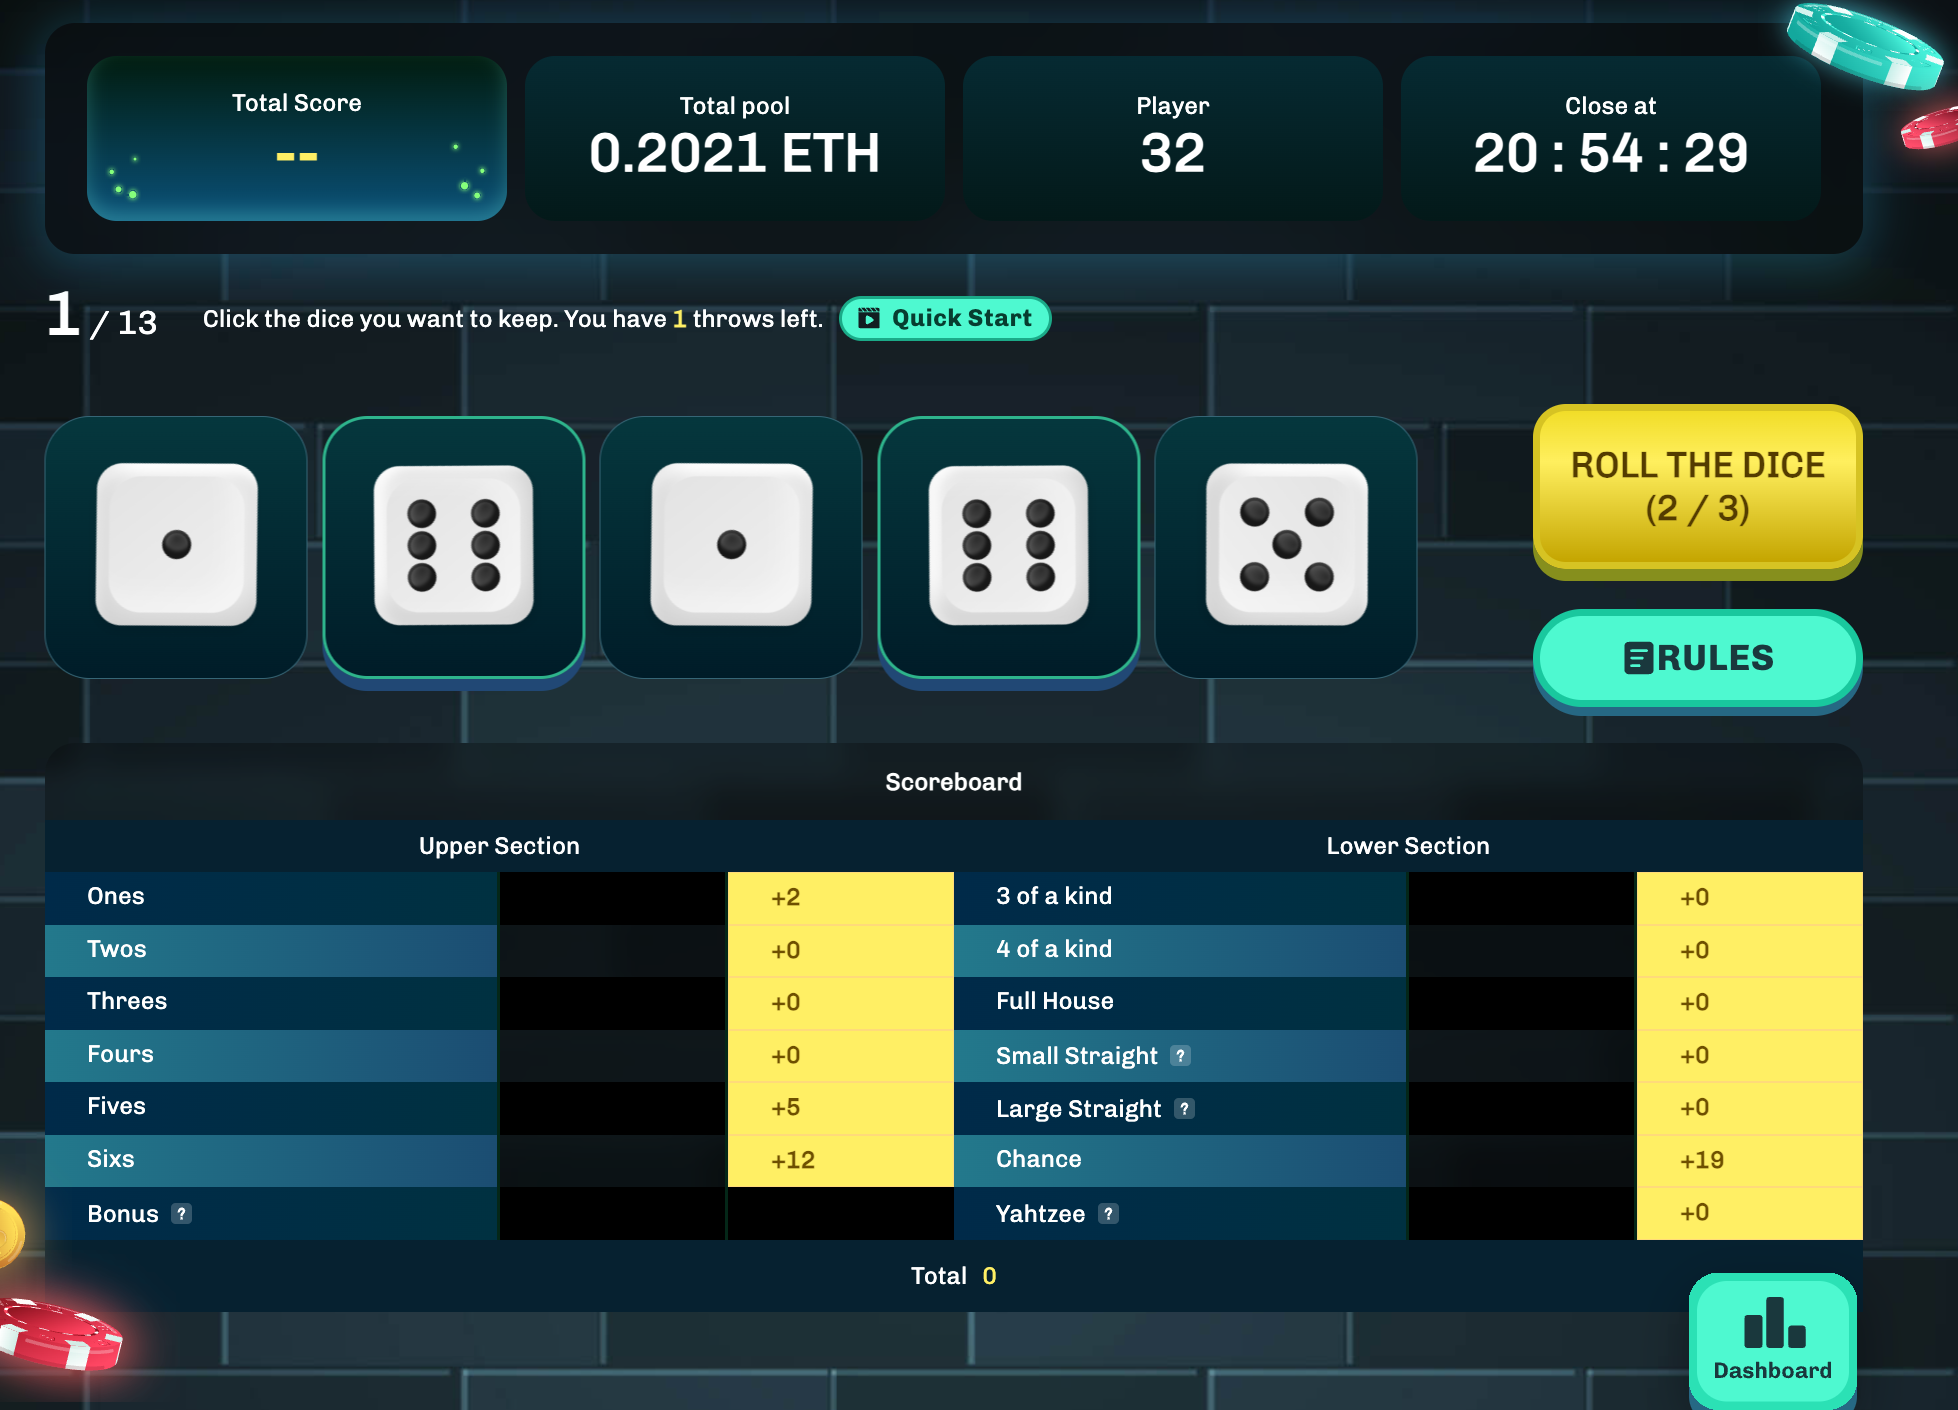 Total Score
--
Total pool
0.2021 ETH
Player
32
Close at
20 : 54 : 29
1 / 13
Click the dice you want to keep. You have 1 throws left.
Quick Start
ROLL THE DICE
(2 / 3)
RULES
Scoreboard
Upper Section
Lower Section
Ones +2 3 of a kind +0
Twos +0 4 of a kind +0
Threes +0 Full House +0
Fours +0 Small Straight ? +0
Fives +5 Large Straight ? +0
Sixs +12 Chance +19
Bonus ? Yahtzee ? +0
Total 0
Dashboard